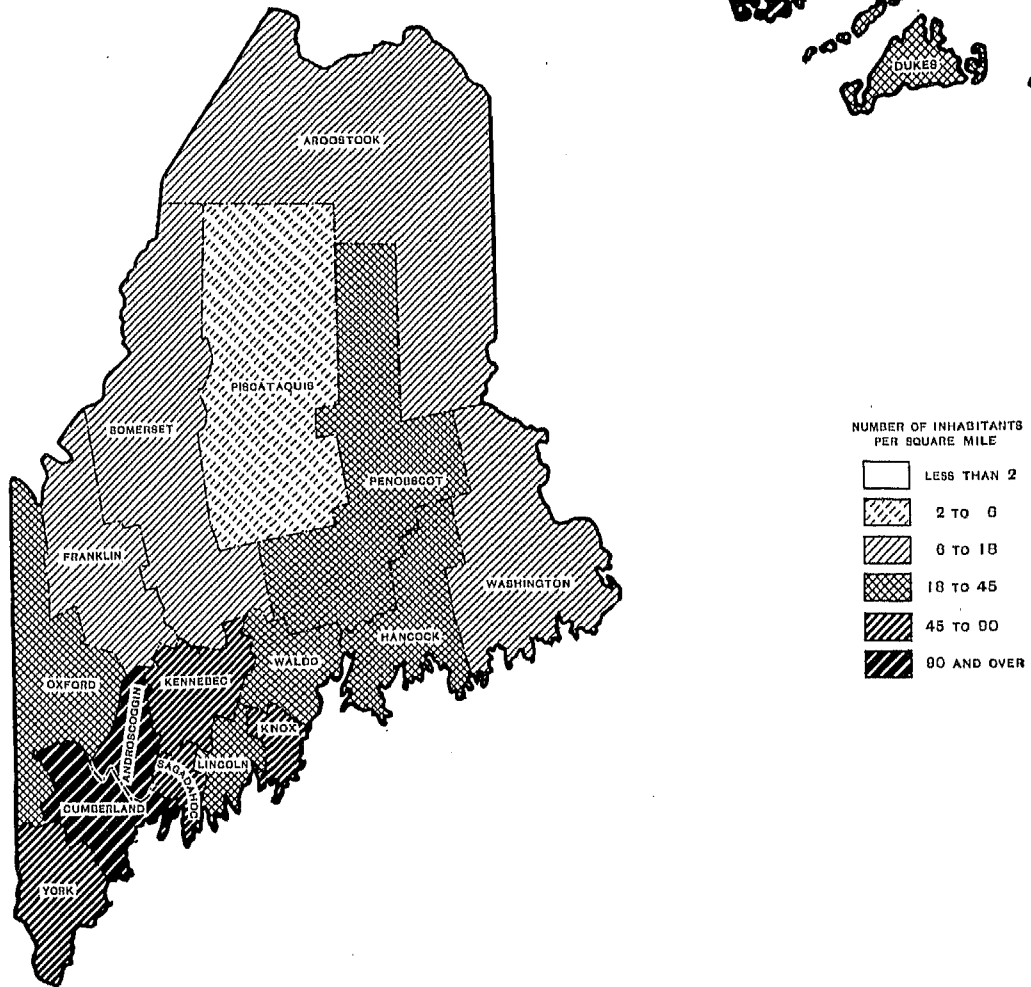 DUKES
AROOSTOOK
PISCATAQUIS
SOMERSET
PENOBSCOT
NUMBER OF INHABITANTS
PER SQUARE MILE
LESS THAN 2
2 TO 6
6 TO 18
18 TO 45
45 TO 90
90 AND OVER
FRANKLIN
WASHINGTON
HANCOCK
WALDO
OXFORD
KENNEBEC
ANDROSCOGGIN
KNOX
LINCOLN
SAGADAHOC
CUMBERLAND
YORK